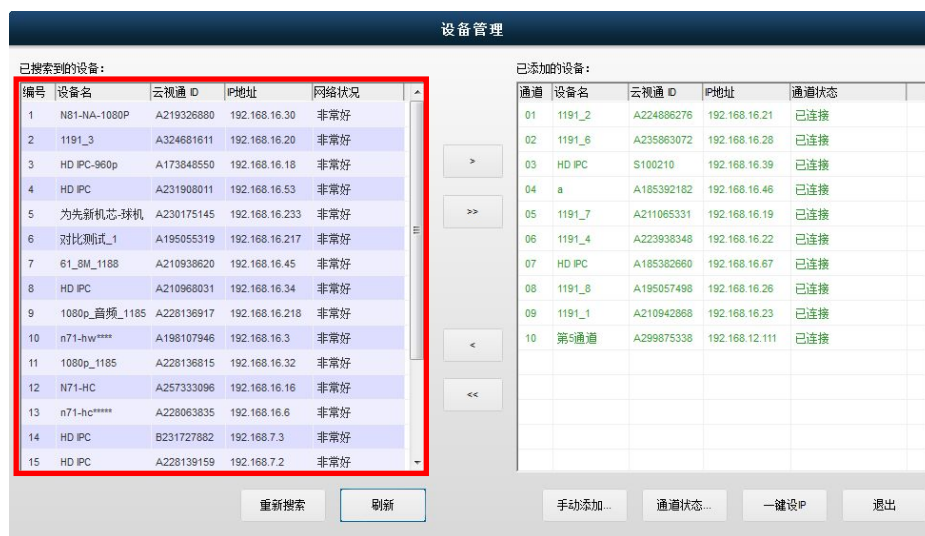 设备管理
已搜索到的设备:
编号 设备名 云视通 ID IP地址 网络状况
1 N81-NA-1080P A219326880 192.168.16.30 非常好
2 1191_3 A324681611 192.168.16.20 非常好
3 HD IPC-960p A173848550 192.168.16.18 非常好
4 HD IPC A231908011 192.168.16.53 非常好
5 为先新机芯-球机 A230175145 192.168.16.233 非常好
6 对比测试_1 A195055319 192.168.16.217 非常好
7 61_8M_1188 A210938620 192.168.16.45 非常好
8 HD IPC A210968031 192.168.16.34 非常好
9 1080p_音频_1185 A228136917 192.168.16.218 非常好
10 n71-hw**** A198107946 192.168.16.3 非常好
11 1080p_1185 A228136815 192.168.16.32 非常好
12 N71-HC A257333096 192.168.16.16 非常好
13 n71-hc***** A228063835 192.168.16.6 非常好
14 HD IPC B231727882 192.168.7.3 非常好
15 HD IPC A228139159 192.168.7.2 非常好
重新搜索 刷新
>
>>
<
<<
已添加的设备:
通道 设备名 云视通 ID IP地址 通道状态
01 1191_2 A224886276 192.168.16.21 已连接
02 1191_6 A235863072 192.168.16.28 已连接
03 HD IPC S100210 192.168.16.39 已连接
04 a A185392182 192.168.16.46 已连接
05 1191_7 A211065331 192.168.16.19 已连接
06 1191_4 A223938348 192.168.16.22 已连接
07 HD IPC A185382660 192.168.16.67 已连接
08 1191_8 A195057498 192.168.16.26 已连接
09 1191_1 A210942868 192.168.16.23 已连接
10 第5通道 A299875338 192.168.12.111 已连接
手动添加... 通道状态... 一键设IP 退出